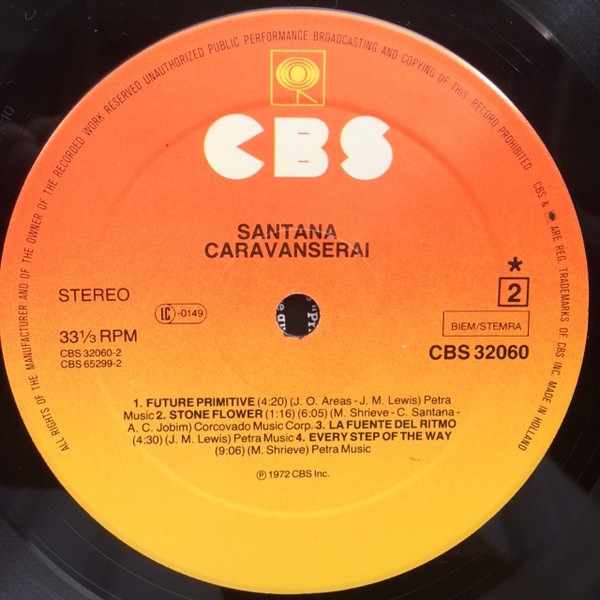 ALL RIGHTS OF THE MANUFACTURER AND OF THE OWNER OF THE RECORDED WORK RESERVED UNAUTHORIZED PUBLIC PERFORMANCE BROADCASTING AND COPYING OF THIS RECORD PROHIBITED CBS & ARE REG. TRADEMARKS OF CBS INC. MADE IN HOLLAND
CBS
SANTANA
CARAVANSERAI
STEREO
LC -0149
*
2
33⅓ RPM
BIEM/STEMRA
CBS 32060-2
CBS 65299-2
CBS 32060
1. FUTURE PRIMITIVE (4:20) (J. O. Areas - J. M. Lewis) Petra
Music 2. STONE FLOWER (1:16) (6:05) (M. Shrieve - C. Santana -
A. C. Jobim) Corcovado Music Corp. 3. LA FUENTE DEL RITMO
(4:30) (J. M. Lewis) Petra Music 4. EVERY STEP OF THE WAY
(9:06) (M. Shrieve) Petra Music
℗ 1972 CBS Inc.